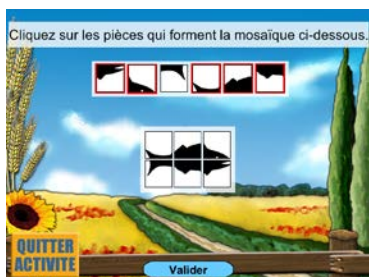 Cliquez sur les pièces qui forment la mosaïque ci-dessous.
QUITTER
ACTIVITE
Valider